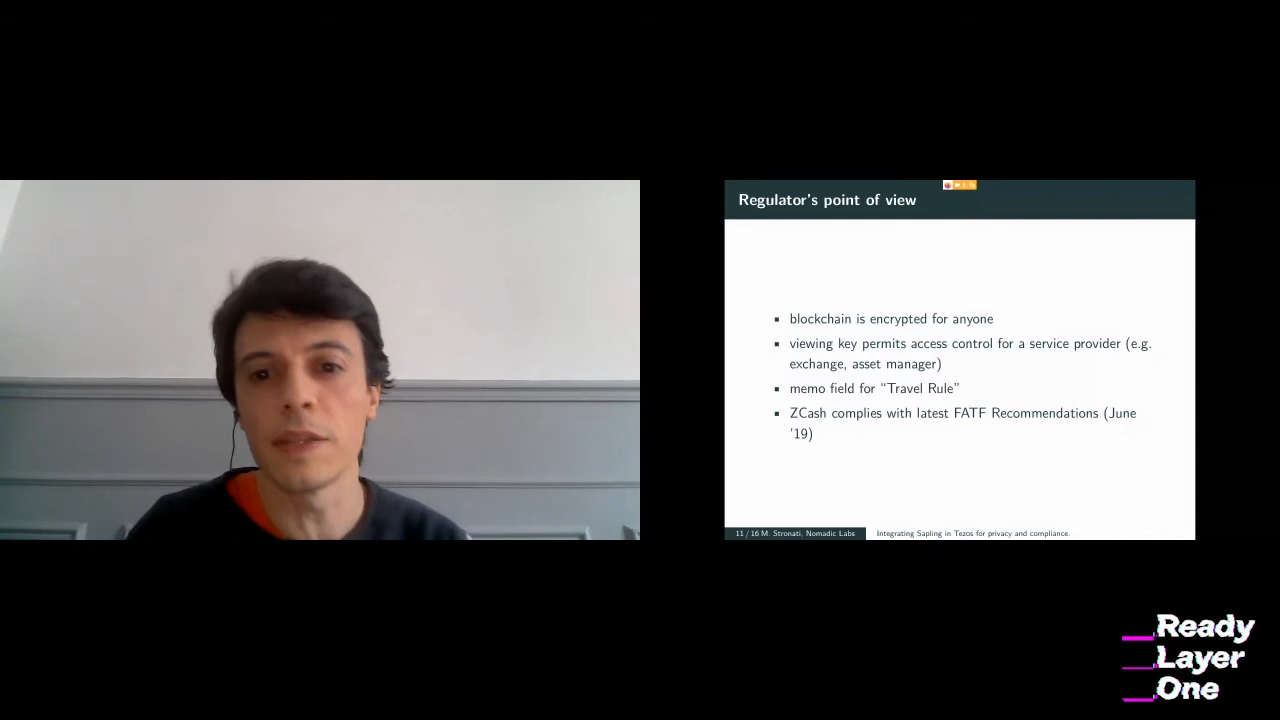 Regulator's point of view
▪ blockchain is encrypted for anyone
▪ viewing key permits access control for a service provider (e.g.
exchange, asset manager)
▪ memo field for “Travel Rule”
▪ ZCash complies with latest FATF Recommendations (June
'19)
11 / 16 M. Stronati, Nomadic Labs Integrating Sapling in Tezos for privacy and compliance.
Ready
Layer
One